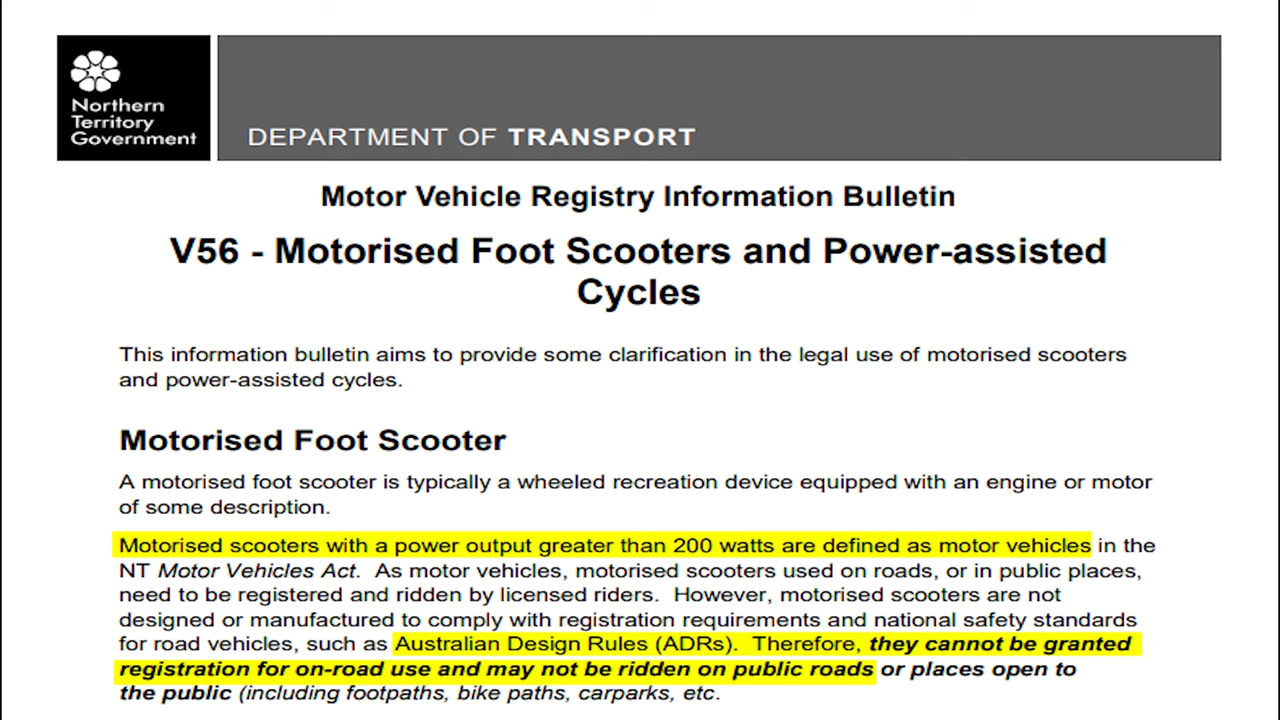 Northern
Territory
Government
DEPARTMENT OF TRANSPORT
Motor Vehicle Registry Information Bulletin
V56 - Motorised Foot Scooters and Power-assisted
Cycles
This information bulletin aims to provide some clarification in the legal use of motorised scooters
and power-assisted cycles.
Motorised Foot Scooter
A motorised foot scooter is typically a wheeled recreation device equipped with an engine or motor
of some description.
Motorised scooters with a power output greater than 200 watts are defined as motor vehicles in the
NT Motor Vehicles Act.  As motor vehicles, motorised scooters used on roads, or in public places,
need to be registered and ridden by licensed riders.  However, motorised scooters are not
designed or manufactured to comply with registration requirements and national safety standards
for road vehicles, such as Australian Design Rules (ADRs).  Therefore, they cannot be granted
registration for on-road use and may not be ridden on public roads or places open to
the public (including footpaths, bike paths, carparks, etc.